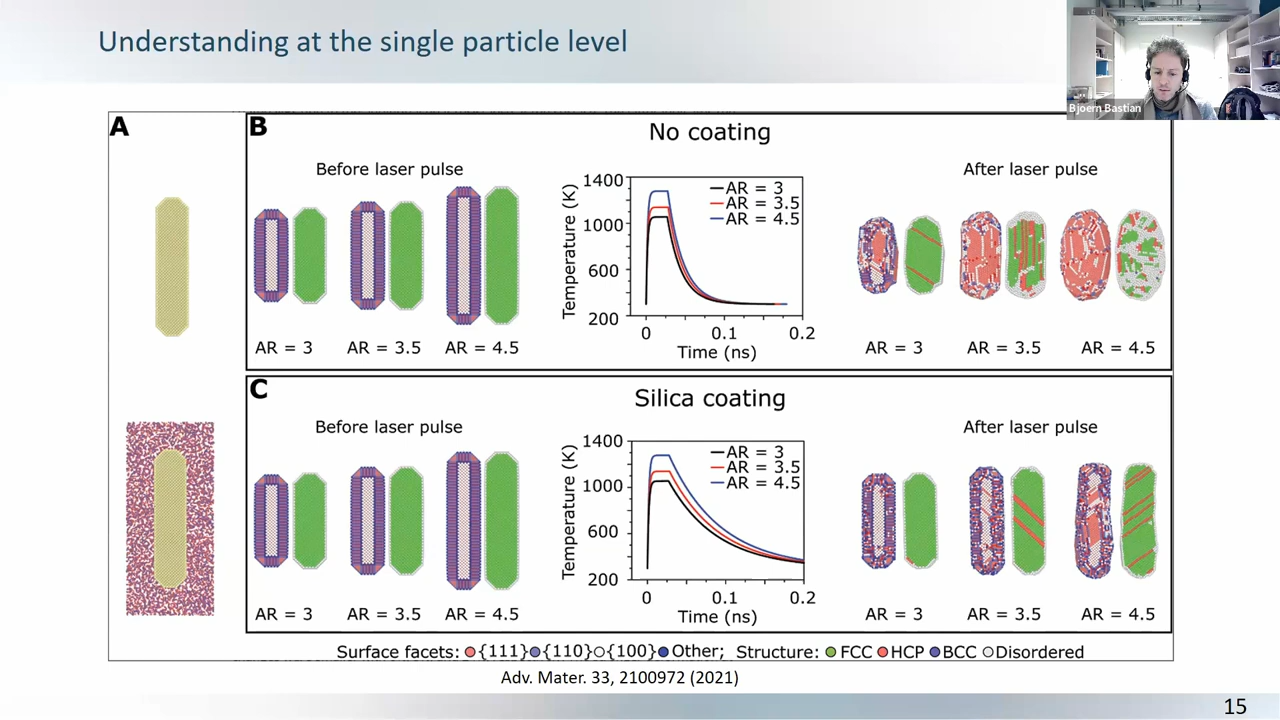 Understanding at the single particle level
Bjoern Bastian
A
B
No coating
Before laser pulse
After laser pulse
1400
1000
600
200
Temperature (K)
AR = 3
AR = 3.5
AR = 4.5
0
0.1
0.2
Time (ns)
AR = 3
AR = 3.5
AR = 4.5
AR = 3
AR = 3.5
AR = 4.5
C
Silica coating
Before laser pulse
After laser pulse
1400
1000
600
200
Temperature (K)
AR = 3
AR = 3.5
AR = 4.5
0
0.1
0.2
Time (ns)
AR = 3
AR = 3.5
AR = 4.5
AR = 3
AR = 3.5
AR = 4.5
Surface facets: {111} {110} {100} Other; Structure: FCC HCP BCC Disordered
Adv. Mater. 33, 2100972 (2021)
15